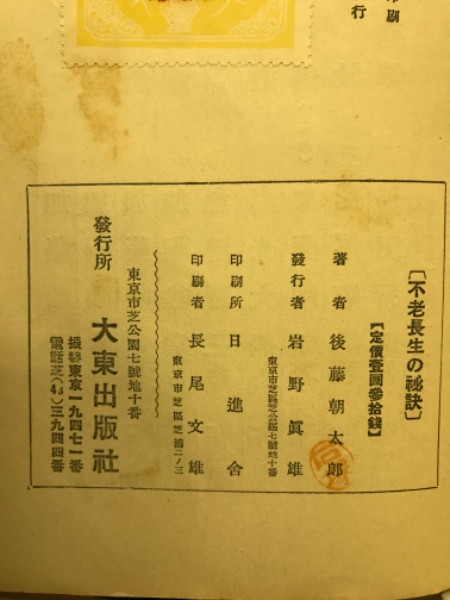 印刷
行
〔不老長生の祕訣〕
【定價壹圓參拾錢】
著者 後藤朝太郎
發行者 岩野眞雄
東京市芝區芝公園七號地十番
印刷所 日進舍
印刷者 長尾文雄
東京市芝區芝浦二ノ三
東京市芝公園七號地十番
發行所 大東出版社
振替東京一九四七一番
電話芝(43)三九四四番